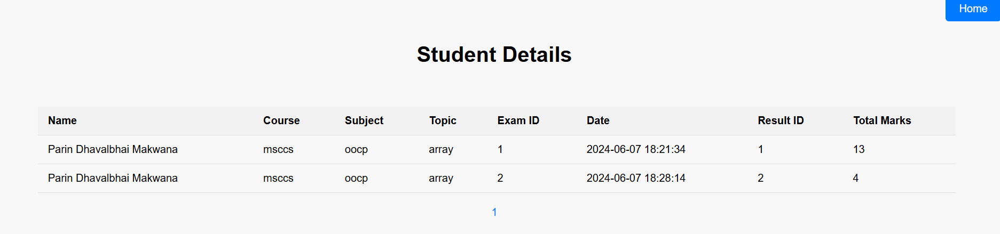 Home
Student Details
Name Course Subject Topic Exam ID Date Result ID Total Marks
Parin Dhavalbhai Makwana msccs oocp array 1 2024-06-07 18:21:34 1 13
Parin Dhavalbhai Makwana msccs oocp array 2 2024-06-07 18:28:14 2 4
1